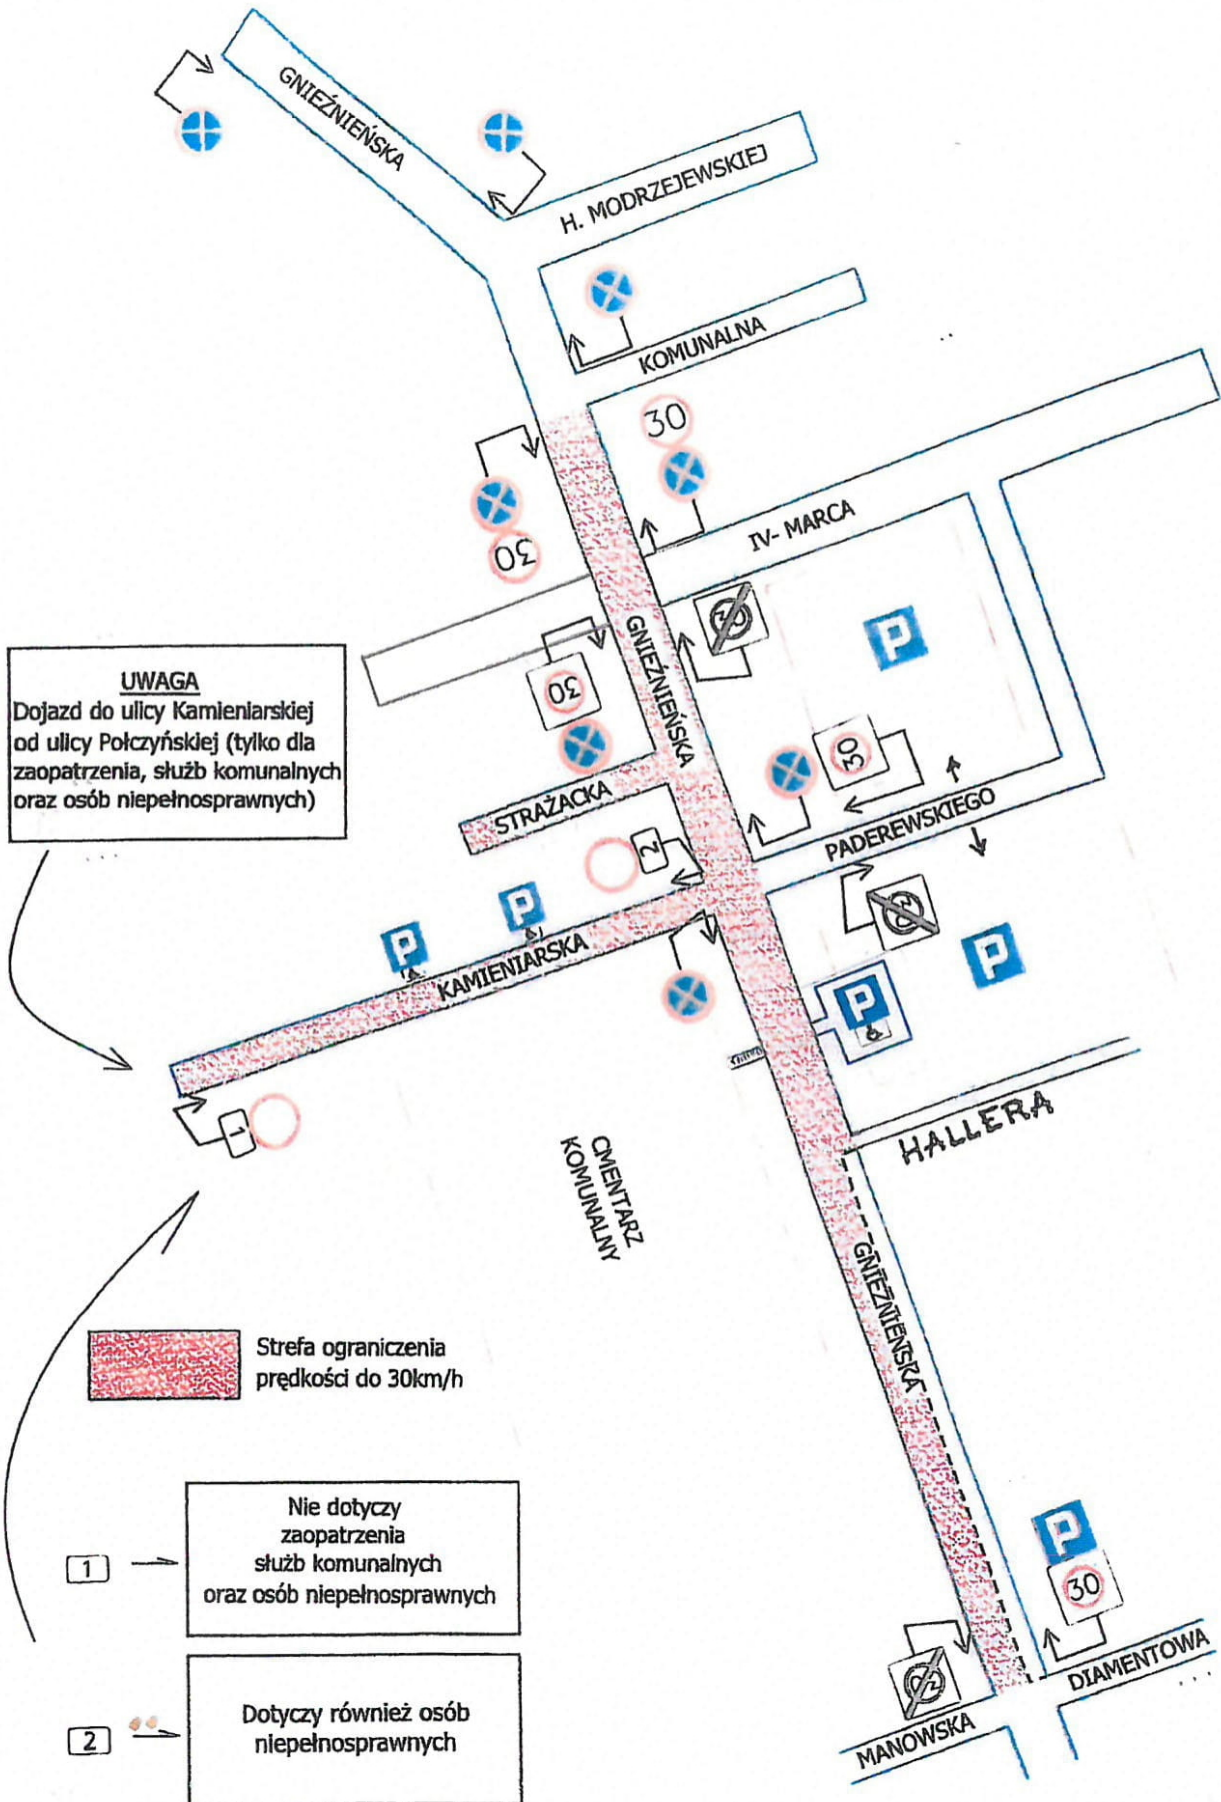 GNIEŹNIEŃSKA
H. MODRZEJEWSKIEJ
KOMUNALNA
30
30
IV- MARCA
30
GNIEŹNIEŃSKA
P
UWAGA
Dojazd do ulicy Kamieniarskiej
od ulicy Połczyńskiej (tylko dla
zaopatrzenia, służb komunalnych
oraz osób niepełnosprawnych)
30
STRAŻACKA
30
PADEREWSKIEGO
2
P
P
KAMIENIARSKA
30
P
P
1
HALLERA
CMENTARZ
KOMUNALNY
GNIEŹNIEŃSKA
Strefa ograniczenia
prędkości do 30km/h
1
Nie dotyczy
zaopatrzenia
służb komunalnych
oraz osób niepełnosprawnych
P
30
DIAMENTOWA
30
MANOWSKA
2
Dotyczy również osób
niepełnosprawnych